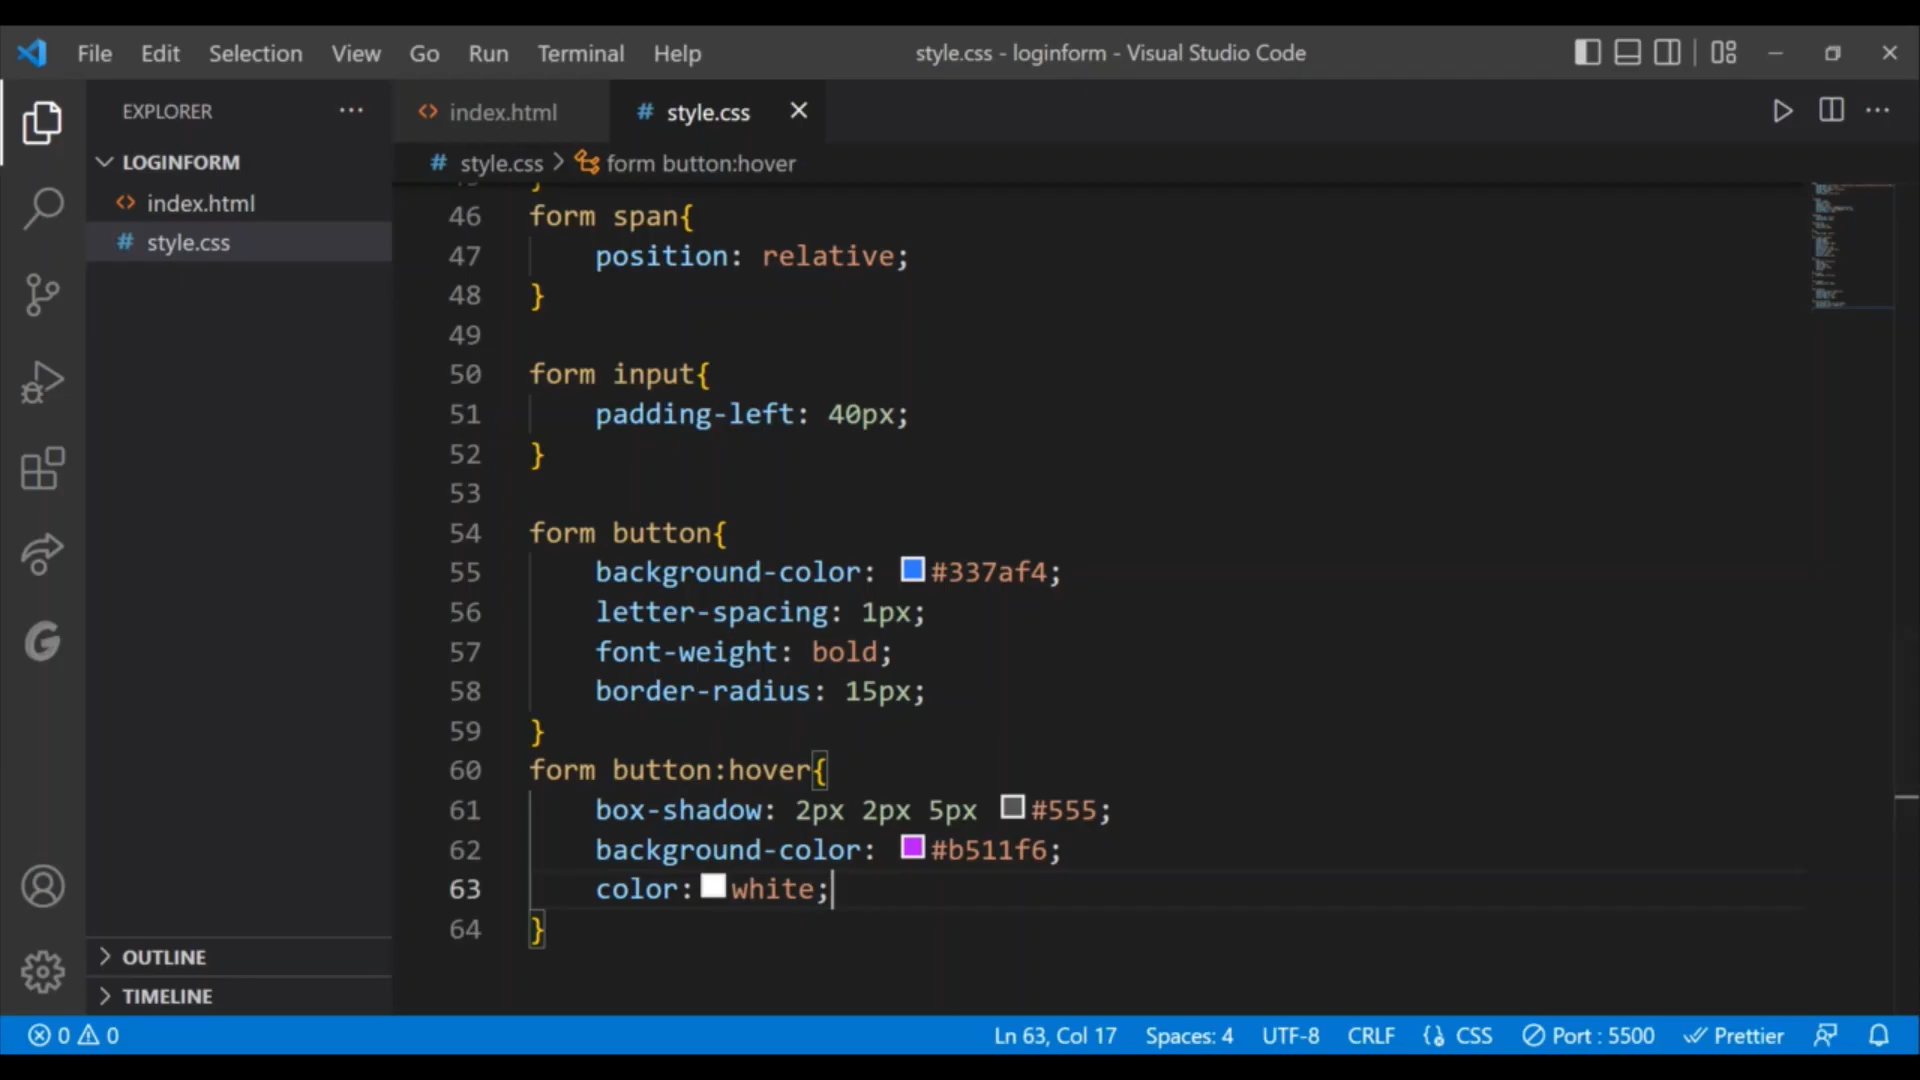 File Edit Selection View Go Run Terminal Help
style.css - loginform - Visual Studio Code
EXPLORER
LOGINFORM
index.html
style.css
OUTLINE
TIMELINE
index.html
style.css
style.css > form button:hover
46 form span{
47 position: relative;
48 }
49
50 form input{
51 padding-left: 40px;
52 }
53
54 form button{
55 background-color: #337af4;
56 letter-spacing: 1px;
57 font-weight: bold;
58 border-radius: 15px;
59 }
60 form button:hover{
61 box-shadow: 2px 2px 5px #555;
62 background-color: #b511f6;
63 color: white;
64 }
0 0 Ln 63, Col 17 Spaces: 4 UTF-8 CRLF CSS Port : 5500 Prettier